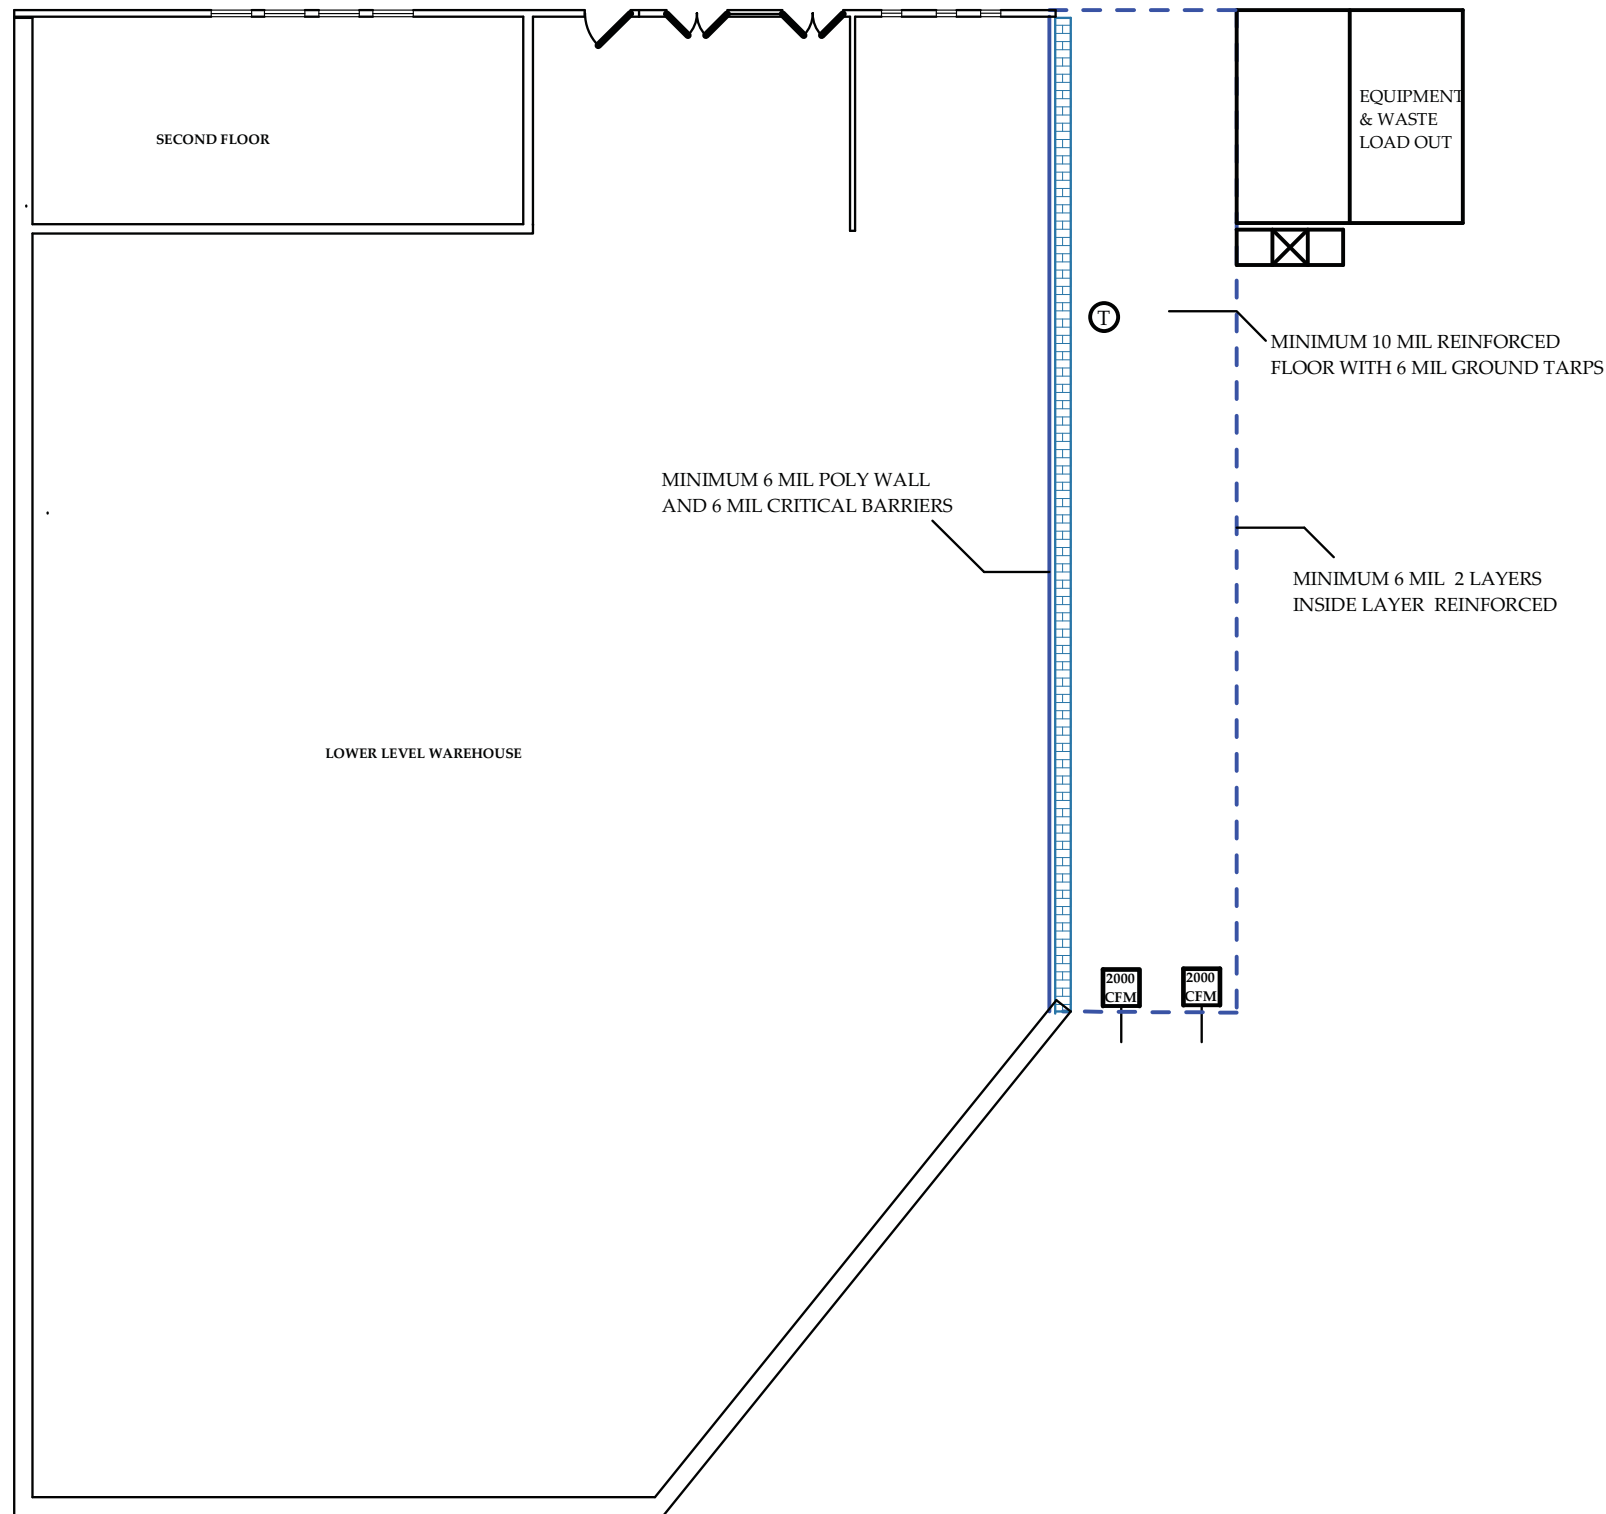 SECOND FLOOR
EQUIPMENT
& WASTE
LOAD OUT
T
MINIMUM 10 MIL REINFORCED
FLOOR WITH 6 MIL GROUND TARPS
MINIMUM 6 MIL POLY WALL
AND 6 MIL CRITICAL BARRIERS
MINIMUM 6 MIL 2 LAYERS
INSIDE LAYER REINFORCED
LOWER LEVEL WAREHOUSE
2000
CFM
2000
CFM